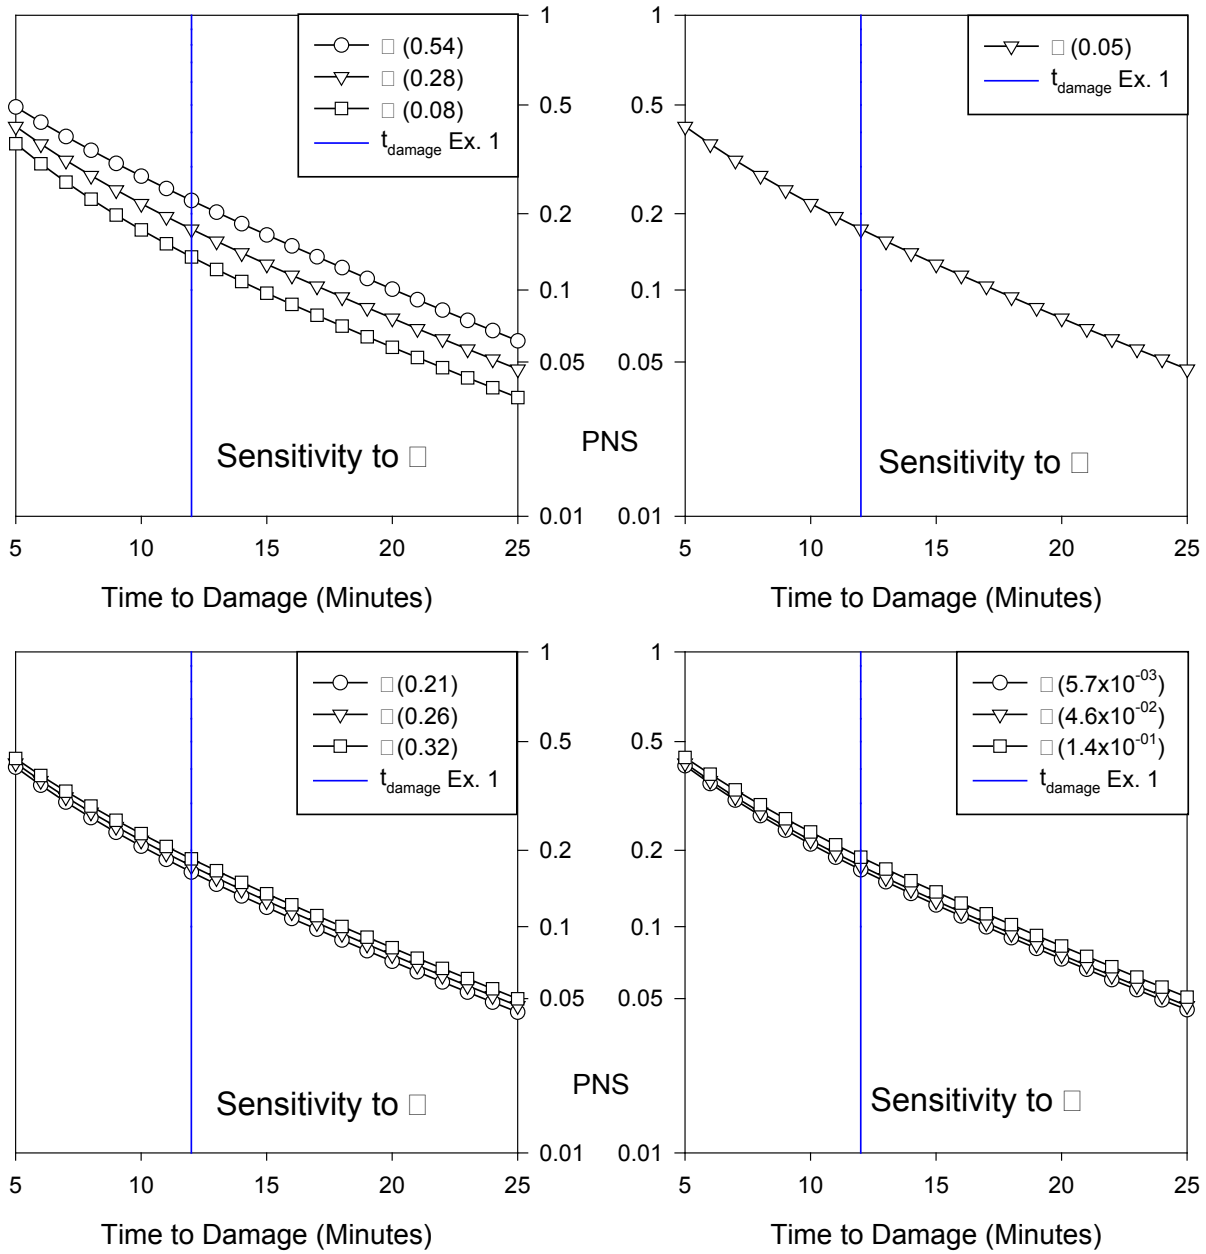 1
□ (0.54)
□ (0.28)
□ (0.08)
t_damage Ex. 1
0.5
0.2
0.1
0.05
0.01
Sensitivity to □
5 10 15 20 25
Time to Damage (Minutes)
PNS
1
□ (0.05)
t_damage Ex. 1
0.5
0.2
0.1
0.05
0.01
Sensitivity to □
5 10 15 20 25
Time to Damage (Minutes)
1
□ (0.21)
□ (0.26)
□ (0.32)
t_damage Ex. 1
0.5
0.2
0.1
0.05
0.01
Sensitivity to □
5 10 15 20 25
Time to Damage (Minutes)
PNS
1
□ (5.7x10^-03)
□ (4.6x10^-02)
□ (1.4x10^-01)
t_damage Ex. 1
0.5
0.2
0.1
0.05
0.01
Sensitivity to □
5 10 15 20 25
Time to Damage (Minutes)